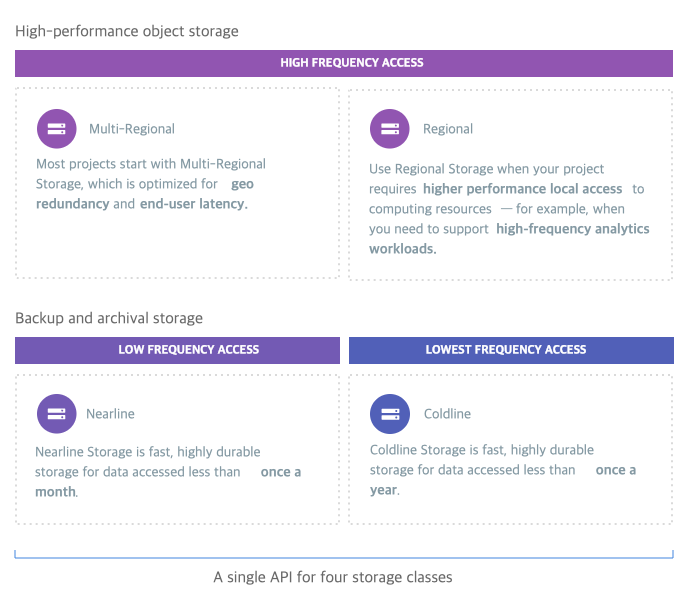 High-performance object storage
HIGH FREQUENCY ACCESS
Multi-Regional
Most projects start with Multi-Regional
Storage, which is optimized for geo
redundancy and end-user latency.
Regional
Use Regional Storage when your project
requires higher performance local access to
computing resources — for example, when
you need to support high-frequency analytics
workloads.
Backup and archival storage
LOW FREQUENCY ACCESS
LOWEST FREQUENCY ACCESS
Nearline
Nearline Storage is fast, highly durable
storage for data accessed less than once a
month.
Coldline
Coldline Storage is fast, highly durable
storage for data accessed less than once a
year.
A single API for four storage classes